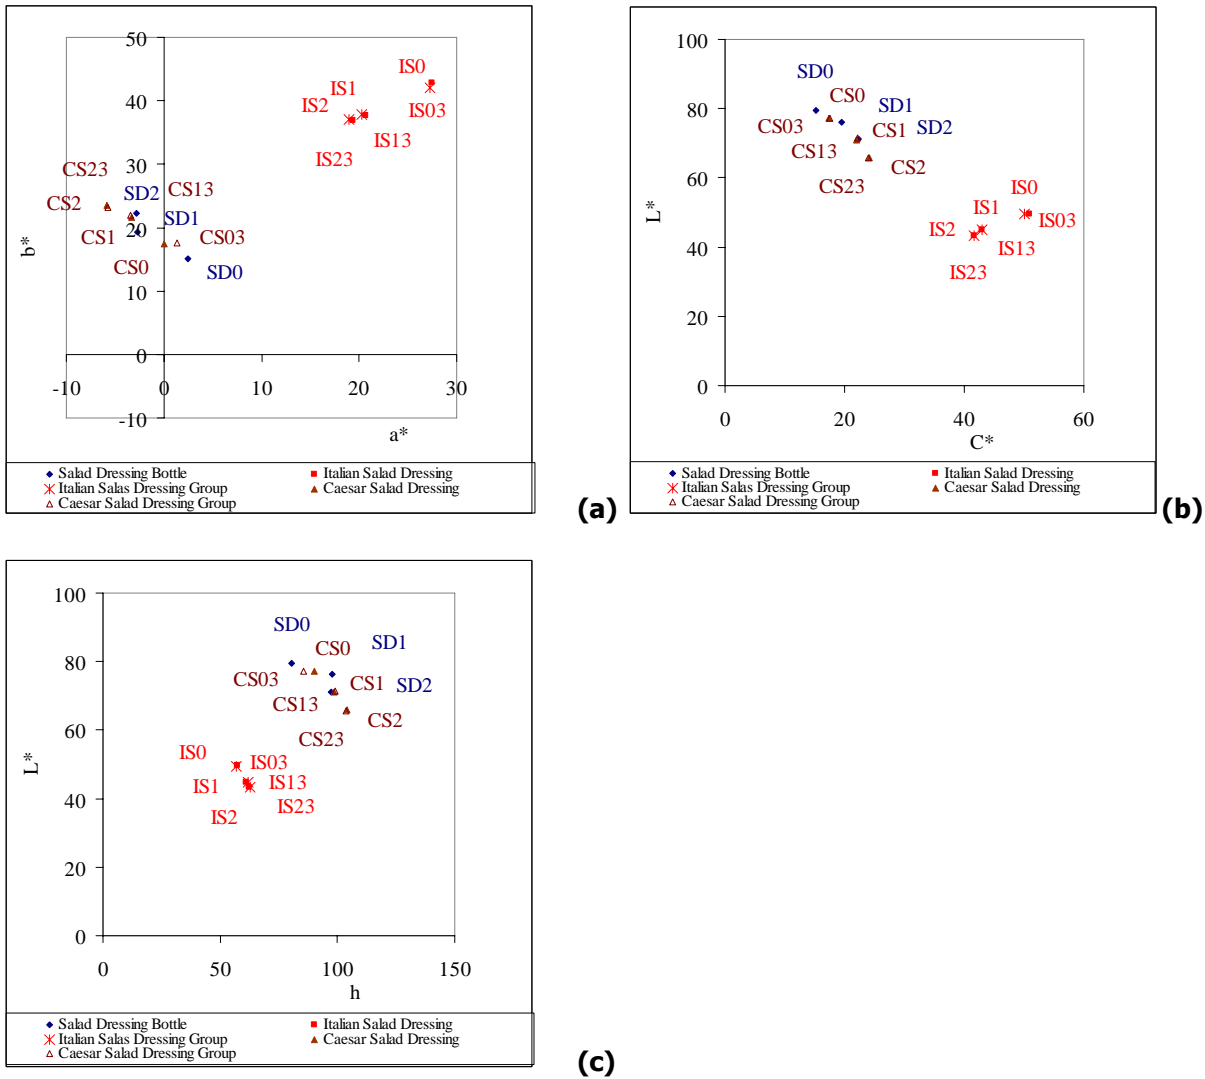 50
IS0
IS1
IS2
40
IS03
IS13
IS23
30
CS23
CS13
SD2
CS2
SD1
20
CS1
CS03
b*
CS0
SD0
10
0
-10
0
10
20
30
-10
a*
Salad Dressing Bottle
Italian Salad Dressing
Italian Salas Dressing Group
Caesar Salad Dressing
Caesar Salad Dressing Group
(a)
100
SD0
CS0
80
SD1
CS03
CS1
SD2
CS13
CS2
60
CS23
L*
IS0
IS1
IS03
IS2
40
IS13
IS23
20
0
0
20
40
60
C*
Salad Dressing Bottle
Italian Salad Dressing
Italian Salas Dressing Group
Caesar Salad Dressing
Caesar Salad Dressing Group
(b)
100
SD0
SD1
CS0
80
CS03
CS1
SD2
CS13
CS2
CS23
60
IS0
IS03
L*
IS1
IS13
40
IS23
IS2
20
0
0
50
100
150
h
Salad Dressing Bottle
Italian Salad Dressing
Italian Salas Dressing Group
Caesar Salad Dressing
Caesar Salad Dressing Group
(c)